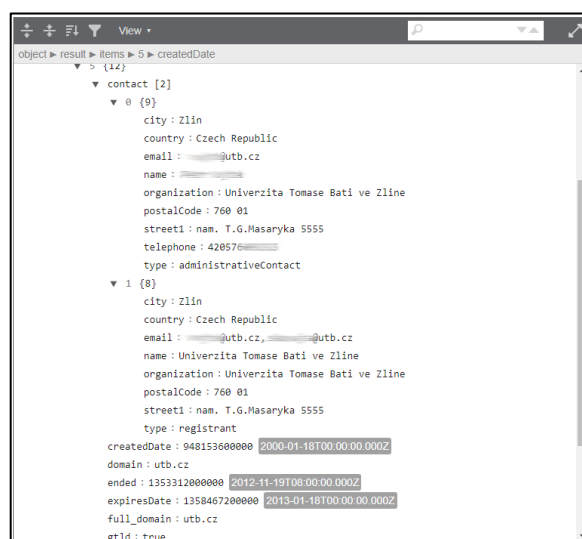 View
object ► result ► items ► 5 ► createdDate
5 {12}
contact [2]
0 {9}
city : Zlin
country : Czech Republic
email : @utb.cz
name :
organization : Univerzita Tomase Bati ve Zline
postalCode : 760 01
street1 : nam. T.G.Masaryka 5555
telephone : 420576
type : administrativeContact
1 {8}
city : Zlin
country : Czech Republic
email : @utb.cz, @utb.cz
name : Univerzita Tomase Bati ve Zline
organization : Univerzita Tomase Bati ve Zline
postalCode : 760 01
street1 : nam. T.G.Masaryka 5555
type : registrant
createdDate : 948153600000 2000-01-18T00:00:00.000Z
domain : utb.cz
ended : 1353312000000 2012-11-19T08:00:00.000Z
expiresDate : 1358467200000 2013-01-18T00:00:00.000Z
full_domain : utb.cz
gtld : true